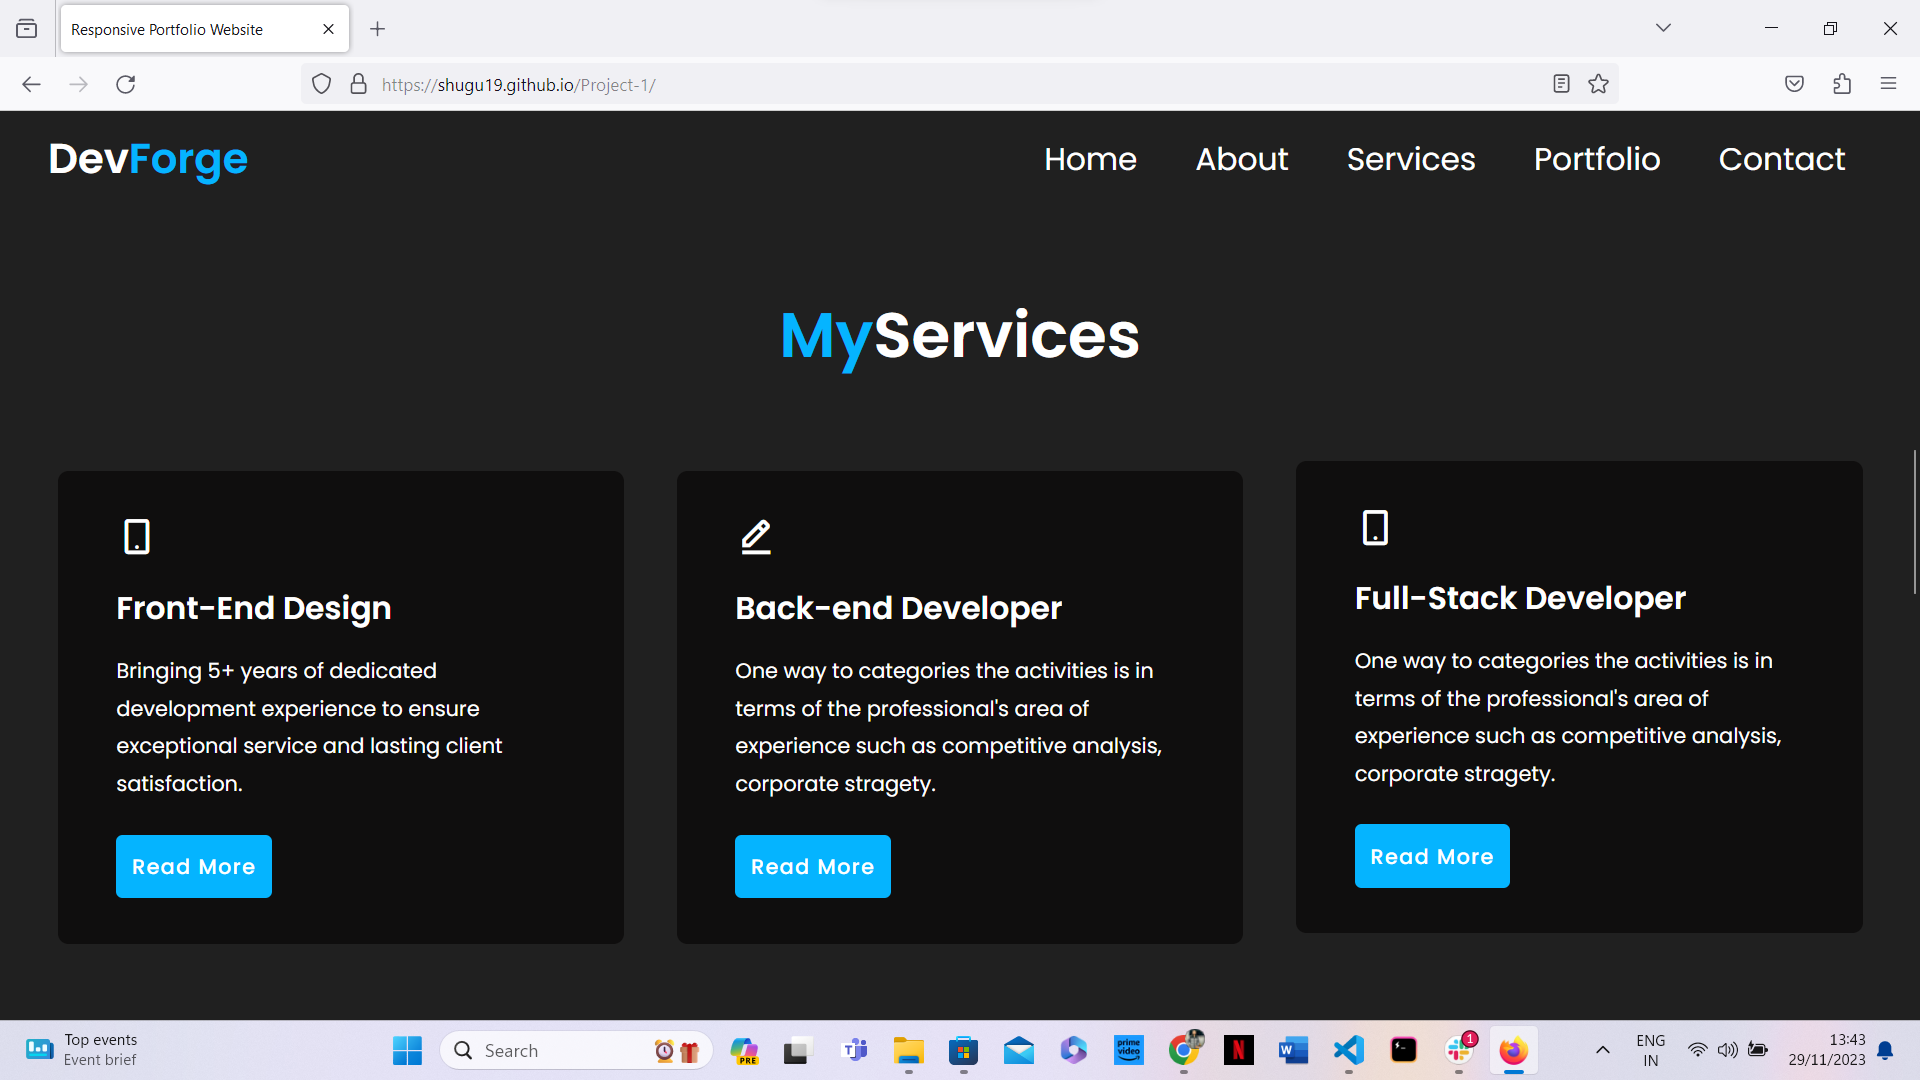 Responsive Portfolio Website
https://shugu19.github.io/Project-1/
DevForge
Home About Services Portfolio Contact
MyServices
Front-End Design
Bringing 5+ years of dedicated
development experience to ensure
exceptional service and lasting client
satisfaction.
Read More
Back-end Developer
One way to categories the activities is in
terms of the professional's area of
experience such as competitive analysis,
corporate stragety.
Read More
Full-Stack Developer
One way to categories the activities is in
terms of the professional's area of
experience such as competitive analysis,
corporate stragety.
Read More
Top events
Event brief
Search
PRE
prime video
N
W
1
ENG
IN
13:43
29/11/2023